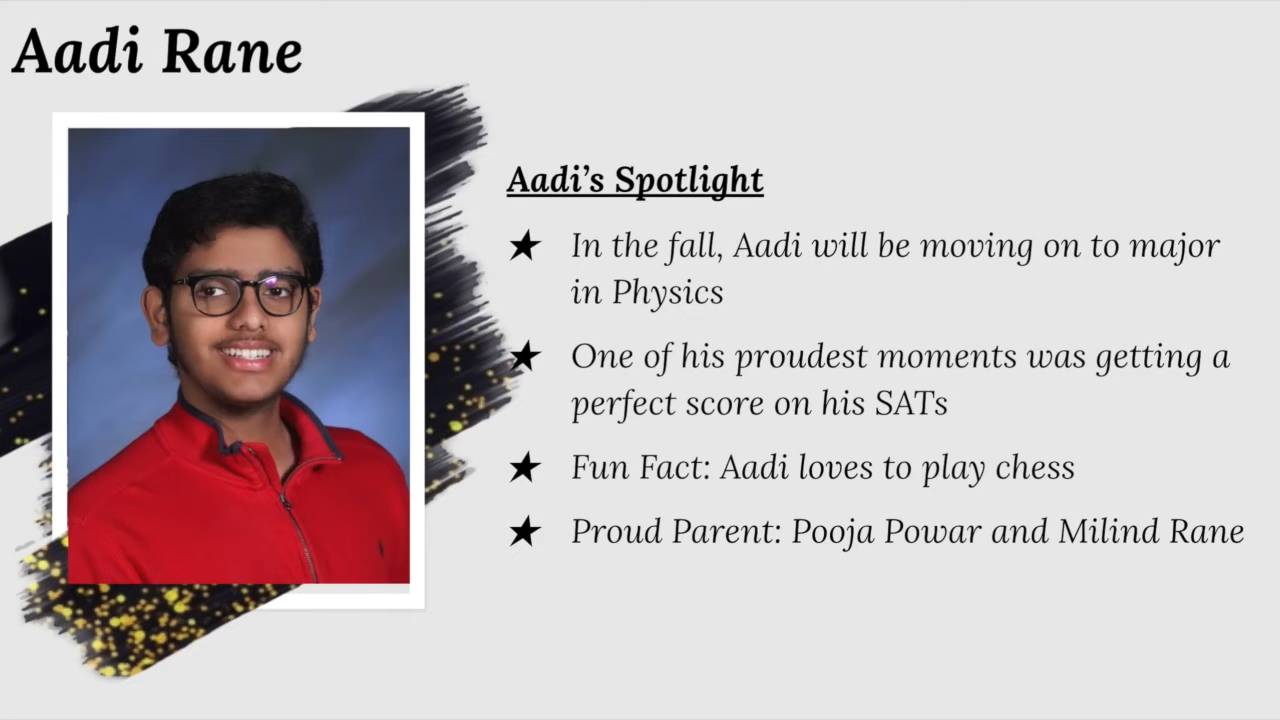 Aadi Rane
Aadi's Spotlight
★ In the fall, Aadi will be moving on to major
in Physics
★ One of his proudest moments was getting a
perfect score on his SATs
★ Fun Fact: Aadi loves to play chess
★ Proud Parent: Pooja Powar and Milind Rane